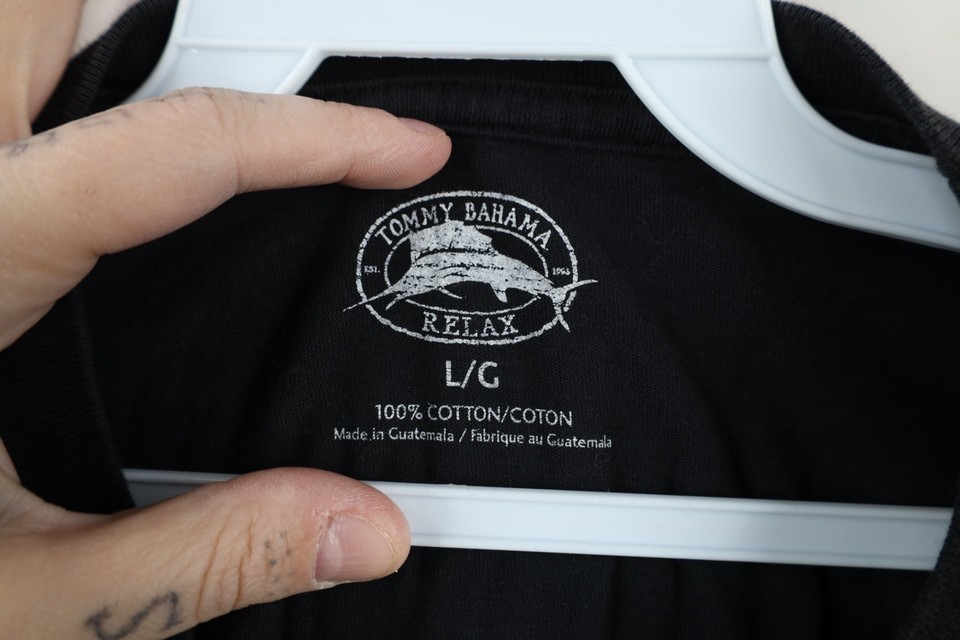 TOMMY BAHAMA
EST. 1993
RELAX
L/G
100% COTTON/COTON
Made in Guatemala / Fabrique au Guatemala